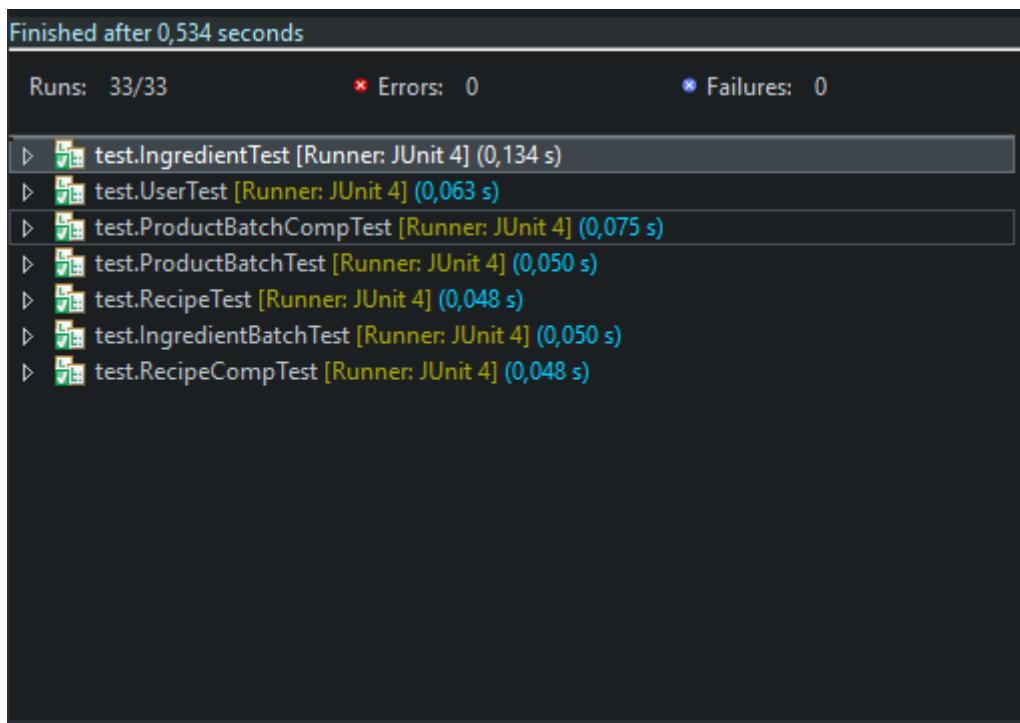 Finished after 0,534 seconds
Runs: 33/33 Errors: 0 Failures: 0
test.IngredientTest [Runner: JUnit 4] (0,134 s)
test.UserTest [Runner: JUnit 4] (0,063 s)
test.ProductBatchCompTest [Runner: JUnit 4] (0,075 s)
test.ProductBatchTest [Runner: JUnit 4] (0,050 s)
test.RecipeTest [Runner: JUnit 4] (0,048 s)
test.IngredientBatchTest [Runner: JUnit 4] (0,050 s)
test.RecipeCompTest [Runner: JUnit 4] (0,048 s)